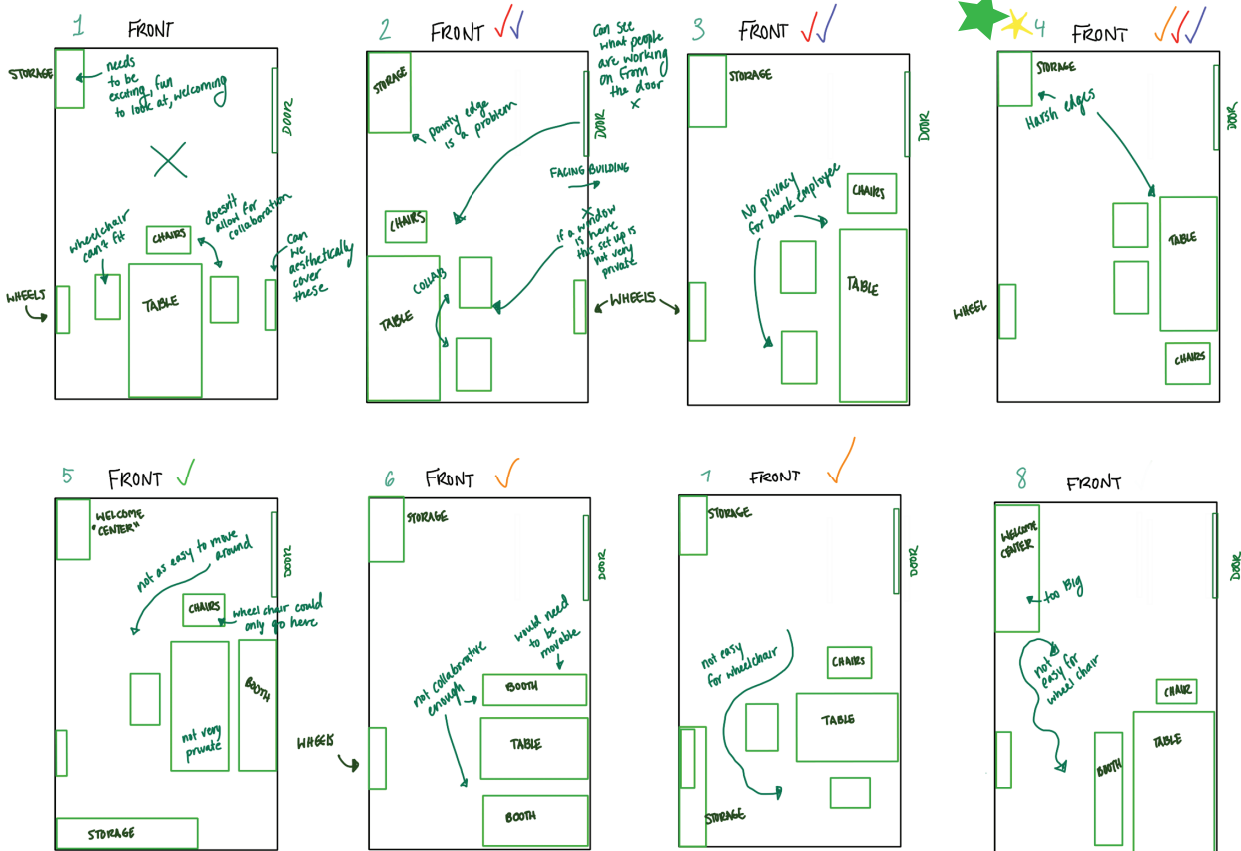 1
FRONT
STORAGE
needs
to be
exciting, fun
to look at, welcoming
DOOR
wheelchair
can't fit
CHAIRS
doesn't
allow for
collaboration
Can
we
aesthetically
cover
these
WHEELS
TABLE
2
FRONT
STORAGE
pointy edge
is a problem
Can see
what people
are working
on from
the door
x
DOOR
FACING BUILDING
CHAIRS
if a window
is here
this set up is
not very
private
COLLAB
TABLE
WHEELS
3
FRONT
STORAGE
DOOR
No privacy
for bank employee
CHAIRS
TABLE
4
FRONT
STORAGE
Harsh edges
DOOR
TABLE
WHEEL
CHAIRS
5
FRONT
WELCOME
"CENTER"
not as easy to move
around
DOOR
CHAIRS
wheel chair could
only go here
BOOTH
not very
private
STORAGE
6
FRONT
STORAGE
DOOR
would need
to be
movable
not collaborative
enough
BOOTH
TABLE
WHEELS
BOOTH
7
FRONT
STORAGE
DOOR
not easy
for wheelchair
CHAIRS
TABLE
STORAGE
8
FRONT
WELCOME
CENTER
DOOR
too BIG
not
easy for
wheel chair
CHAIR
TABLE
BOOTH